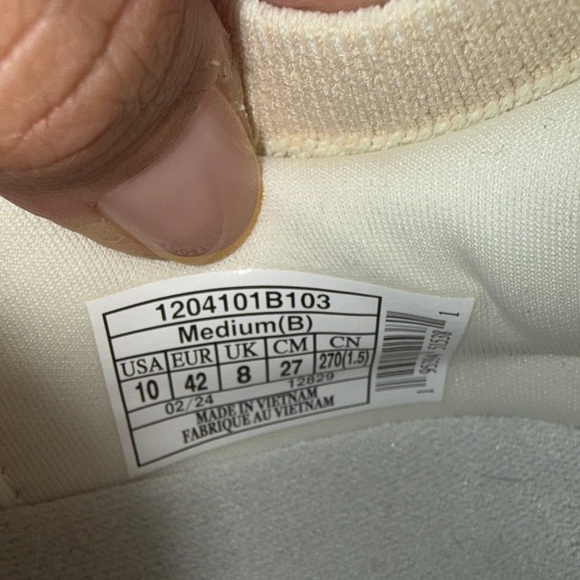 1204101B103
Medium(B)
USA EUR UK CM CN
10 42 8 27 270(1.5)
02/24 12829
MADE IN VIETNAM
FABRIQUE AU VIETNAM